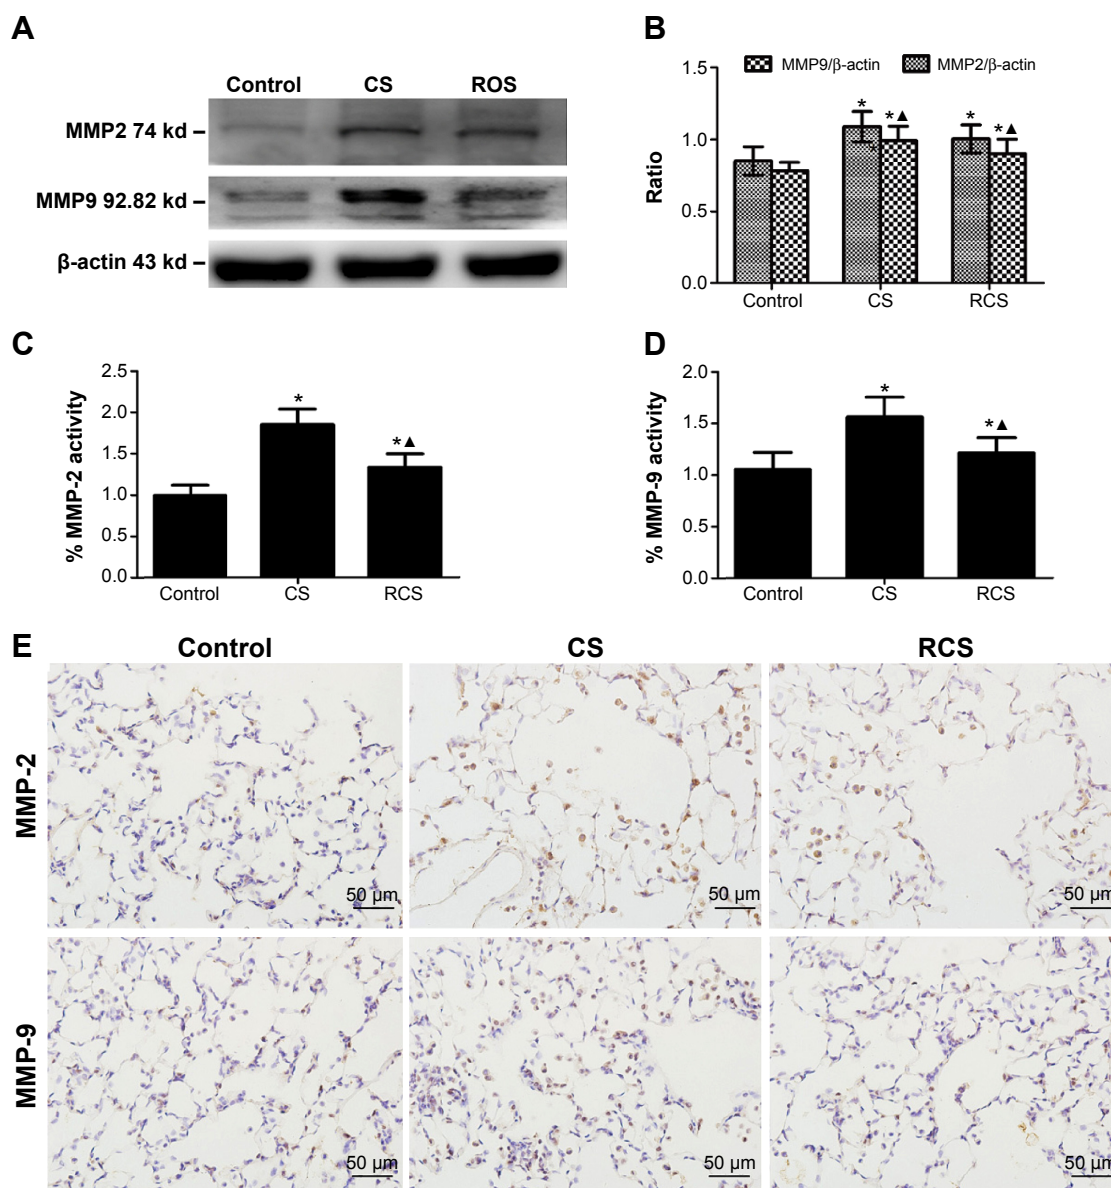 A
Control CS ROS
MMP2 74 kd –
MMP9 92.82 kd –
β-actin 43 kd –
B
MMP9/β-actin MMP2/β-actin
1.5
1.0
0.5
0.0
Ratio
* *▲ * *▲
Control CS RCS
C
2.5
2.0
1.5
1.0
0.5
0.0
% MMP-2 activity
* *▲
Control CS RCS
D
2.0
1.5
1.0
0.5
0.0
% MMP-9 activity
* *▲
Control CS RCS
E
Control CS RCS
MMP-2
50 µm 50 µm 50 µm
MMP-9
50 µm 50 µm 50 µm